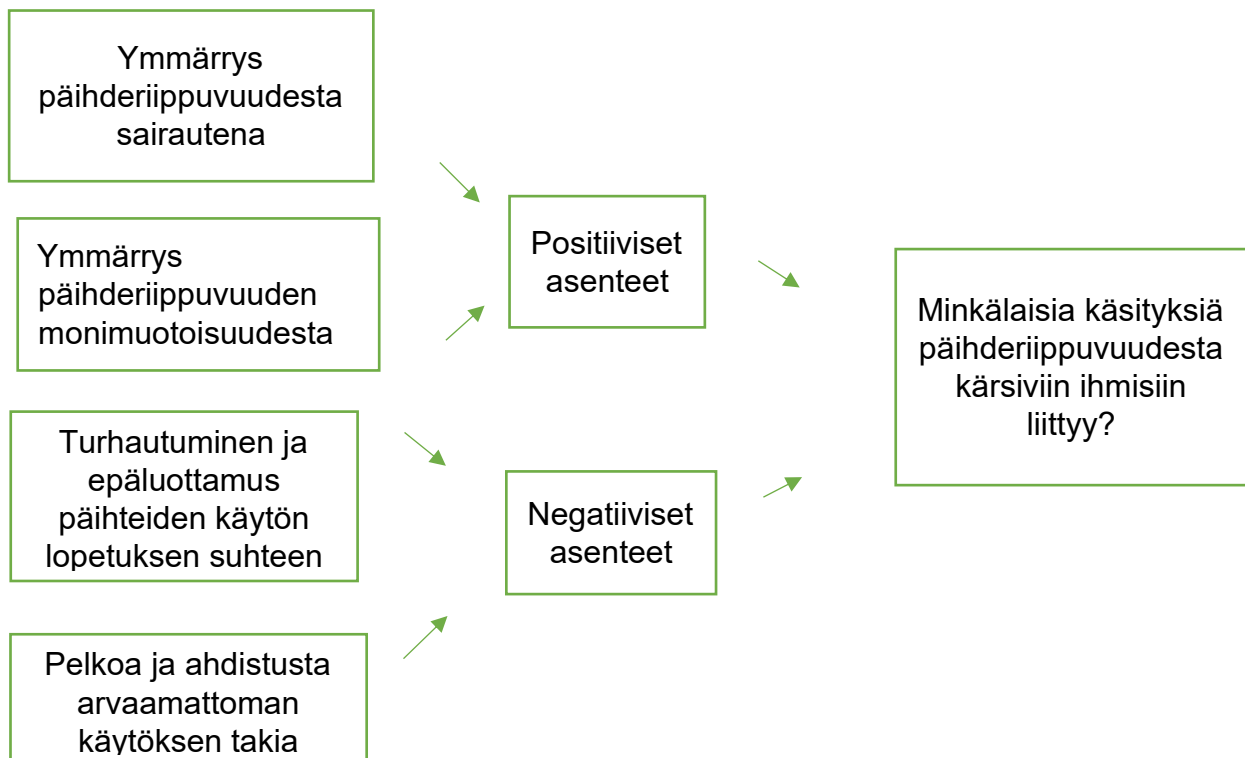 Ymmärrys
päihderiippuvuudesta
sairautena
Ymmärrys
päihderiippuvuuden
monimuotoisuudesta
Turhautuminen ja
epäluottamus
päihteiden käytön
lopetuksen suhteen
Pelkoa ja ahdistusta
arvaamattoman
käytöksen takia
Positiiviset
asenteet
Negatiiviset
asenteet
Minkälaisia käsityksiä
päihderiippuvuudesta
kärsiviin ihmisiin
liittyy?